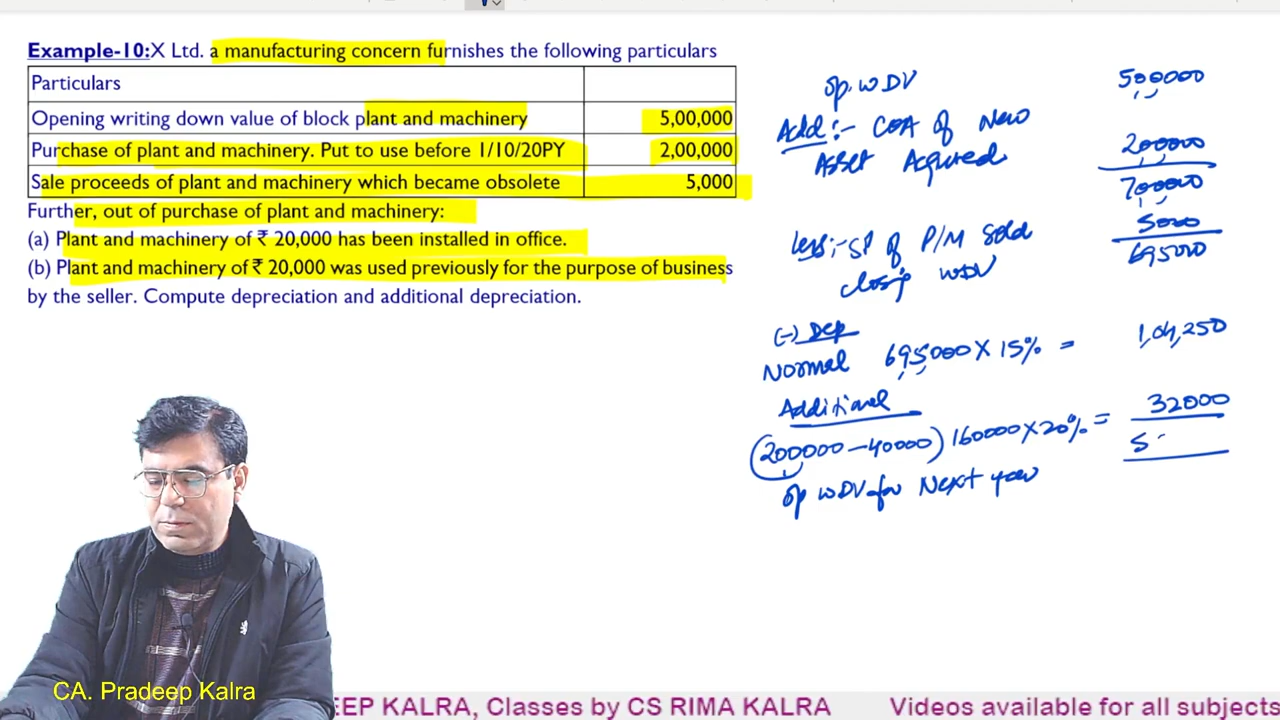 Example-10: X Ltd. a manufacturing concern furnishes the following particulars
Particulars
Opening writing down value of block plant and machinery 5,00,000
Purchase of plant and machinery. Put to use before 1/10/20PY 2,00,000
Sale proceeds of plant and machinery which became obsolete 5,000
Further, out of purchase of plant and machinery:
(a) Plant and machinery of ₹ 20,000 has been installed in office.
(b) Plant and machinery of ₹ 20,000 was used previously for the purpose of business
by the seller. Compute depreciation and additional depreciation.
op. WDV 500000
Add :- COA of New
Asset Acquired 200000
700000
Less :- SP of P/M Sold 5000
closing WDV 695000
(-) Dep
Normal 695000 X 15% = 1,04,250
Additional
(200000 - 40000) 160000 X 20% = 32000
5
op WDV for Next year
CA. Pradeep Kalra
EEP KALRA, Classes by CS RIMA KALRA Videos available for all subjects